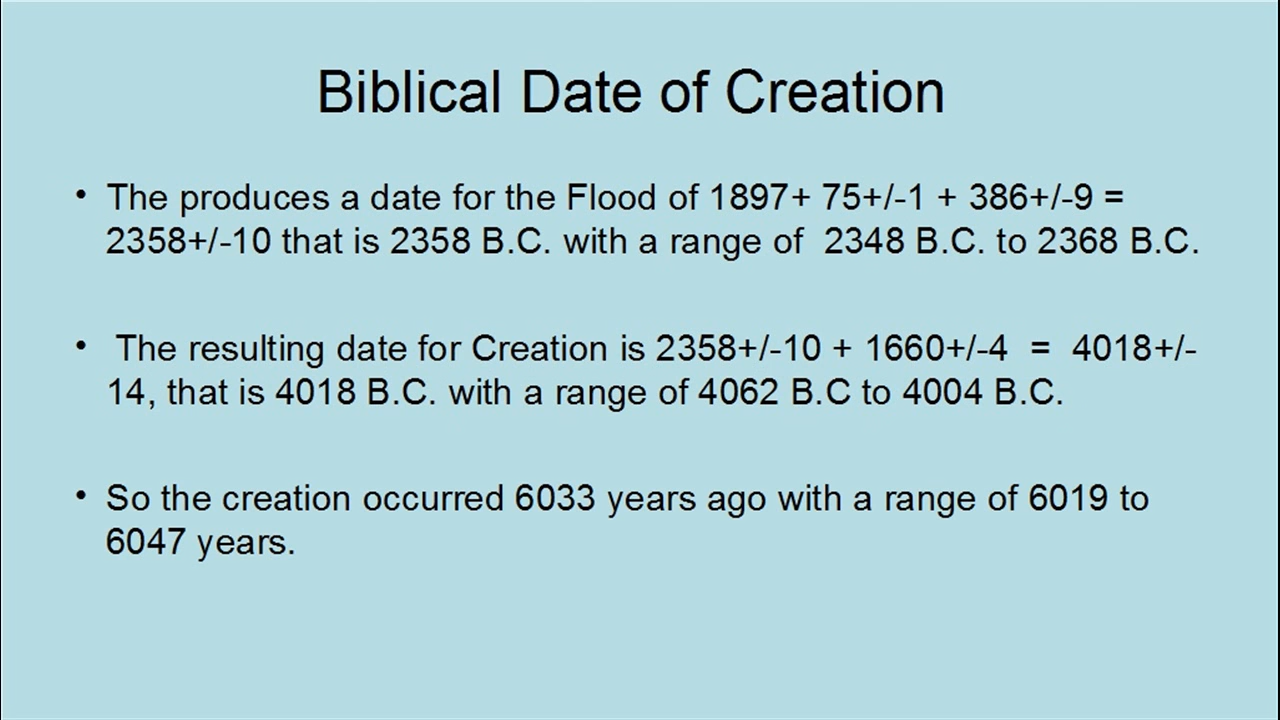 Biblical Date of Creation
• The produces a date for the Flood of 1897+ 75+/-1 + 386+/-9 =
2358+/-10 that is 2358 B.C. with a range of  2348 B.C. to 2368 B.C.
•  The resulting date for Creation is 2358+/-10 + 1660+/-4  =  4018+/-
14, that is 4018 B.C. with a range of 4062 B.C to 4004 B.C.
• So the creation occurred 6033 years ago with a range of 6019 to
6047 years.